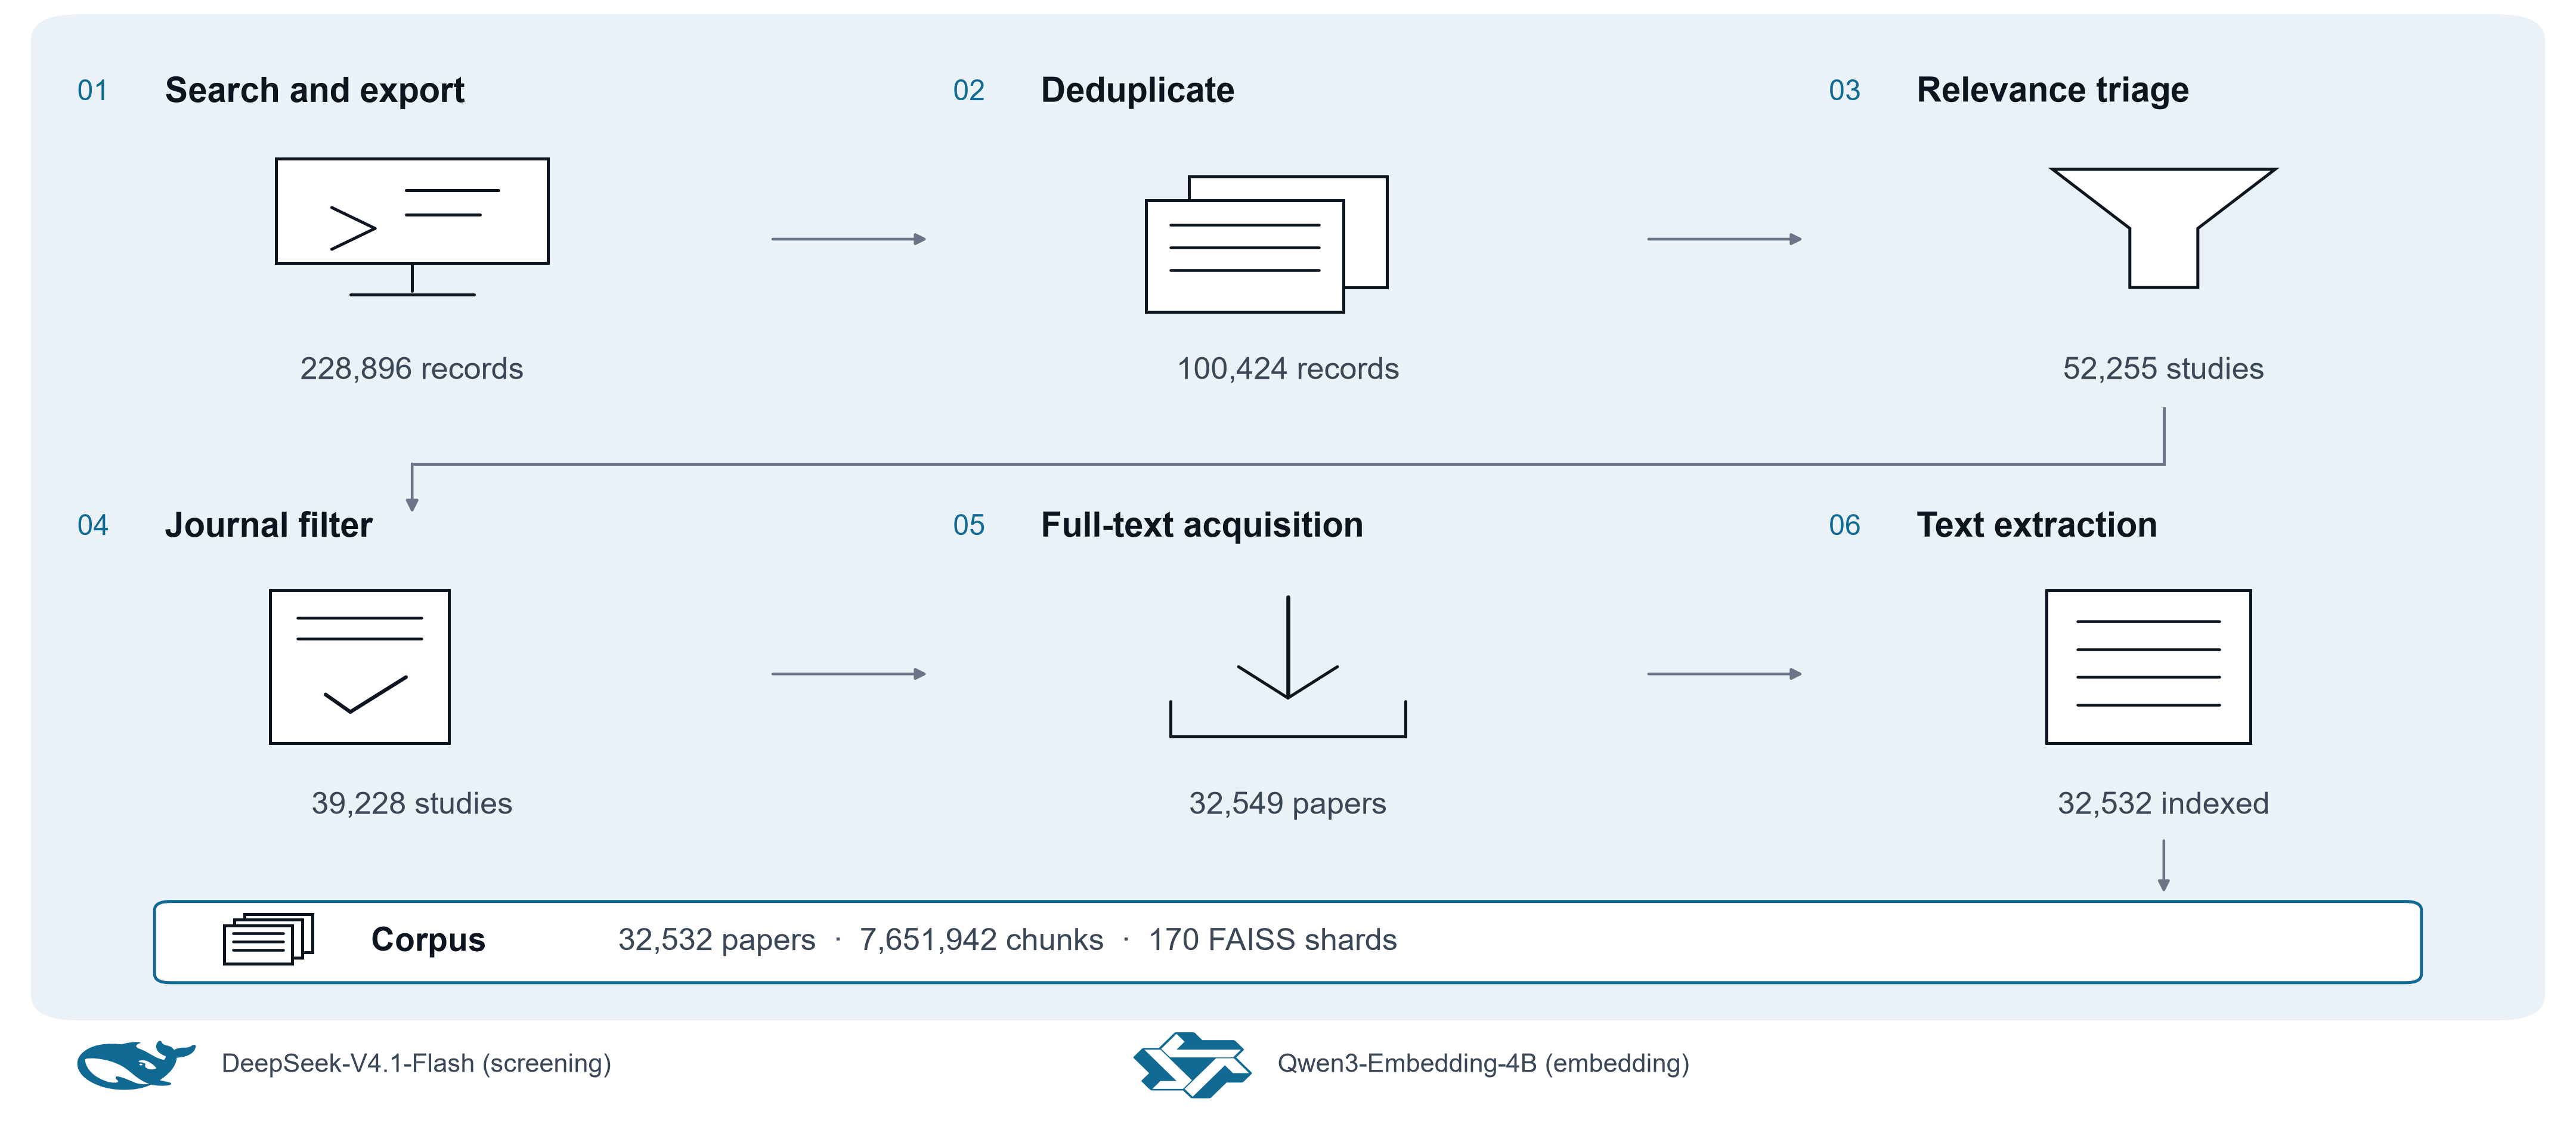 01 Search and export
02 Deduplicate
03 Relevance triage
228,896 records
100,424 records
52,255 studies
04 Journal filter
05 Full-text acquisition
06 Text extraction
39,228 studies
32,549 papers
32,532 indexed
Corpus 32,532 papers · 7,651,942 chunks · 170 FAISS shards
DeepSeek-V4.1-Flash (screening)
Qwen3-Embedding-4B (embedding)